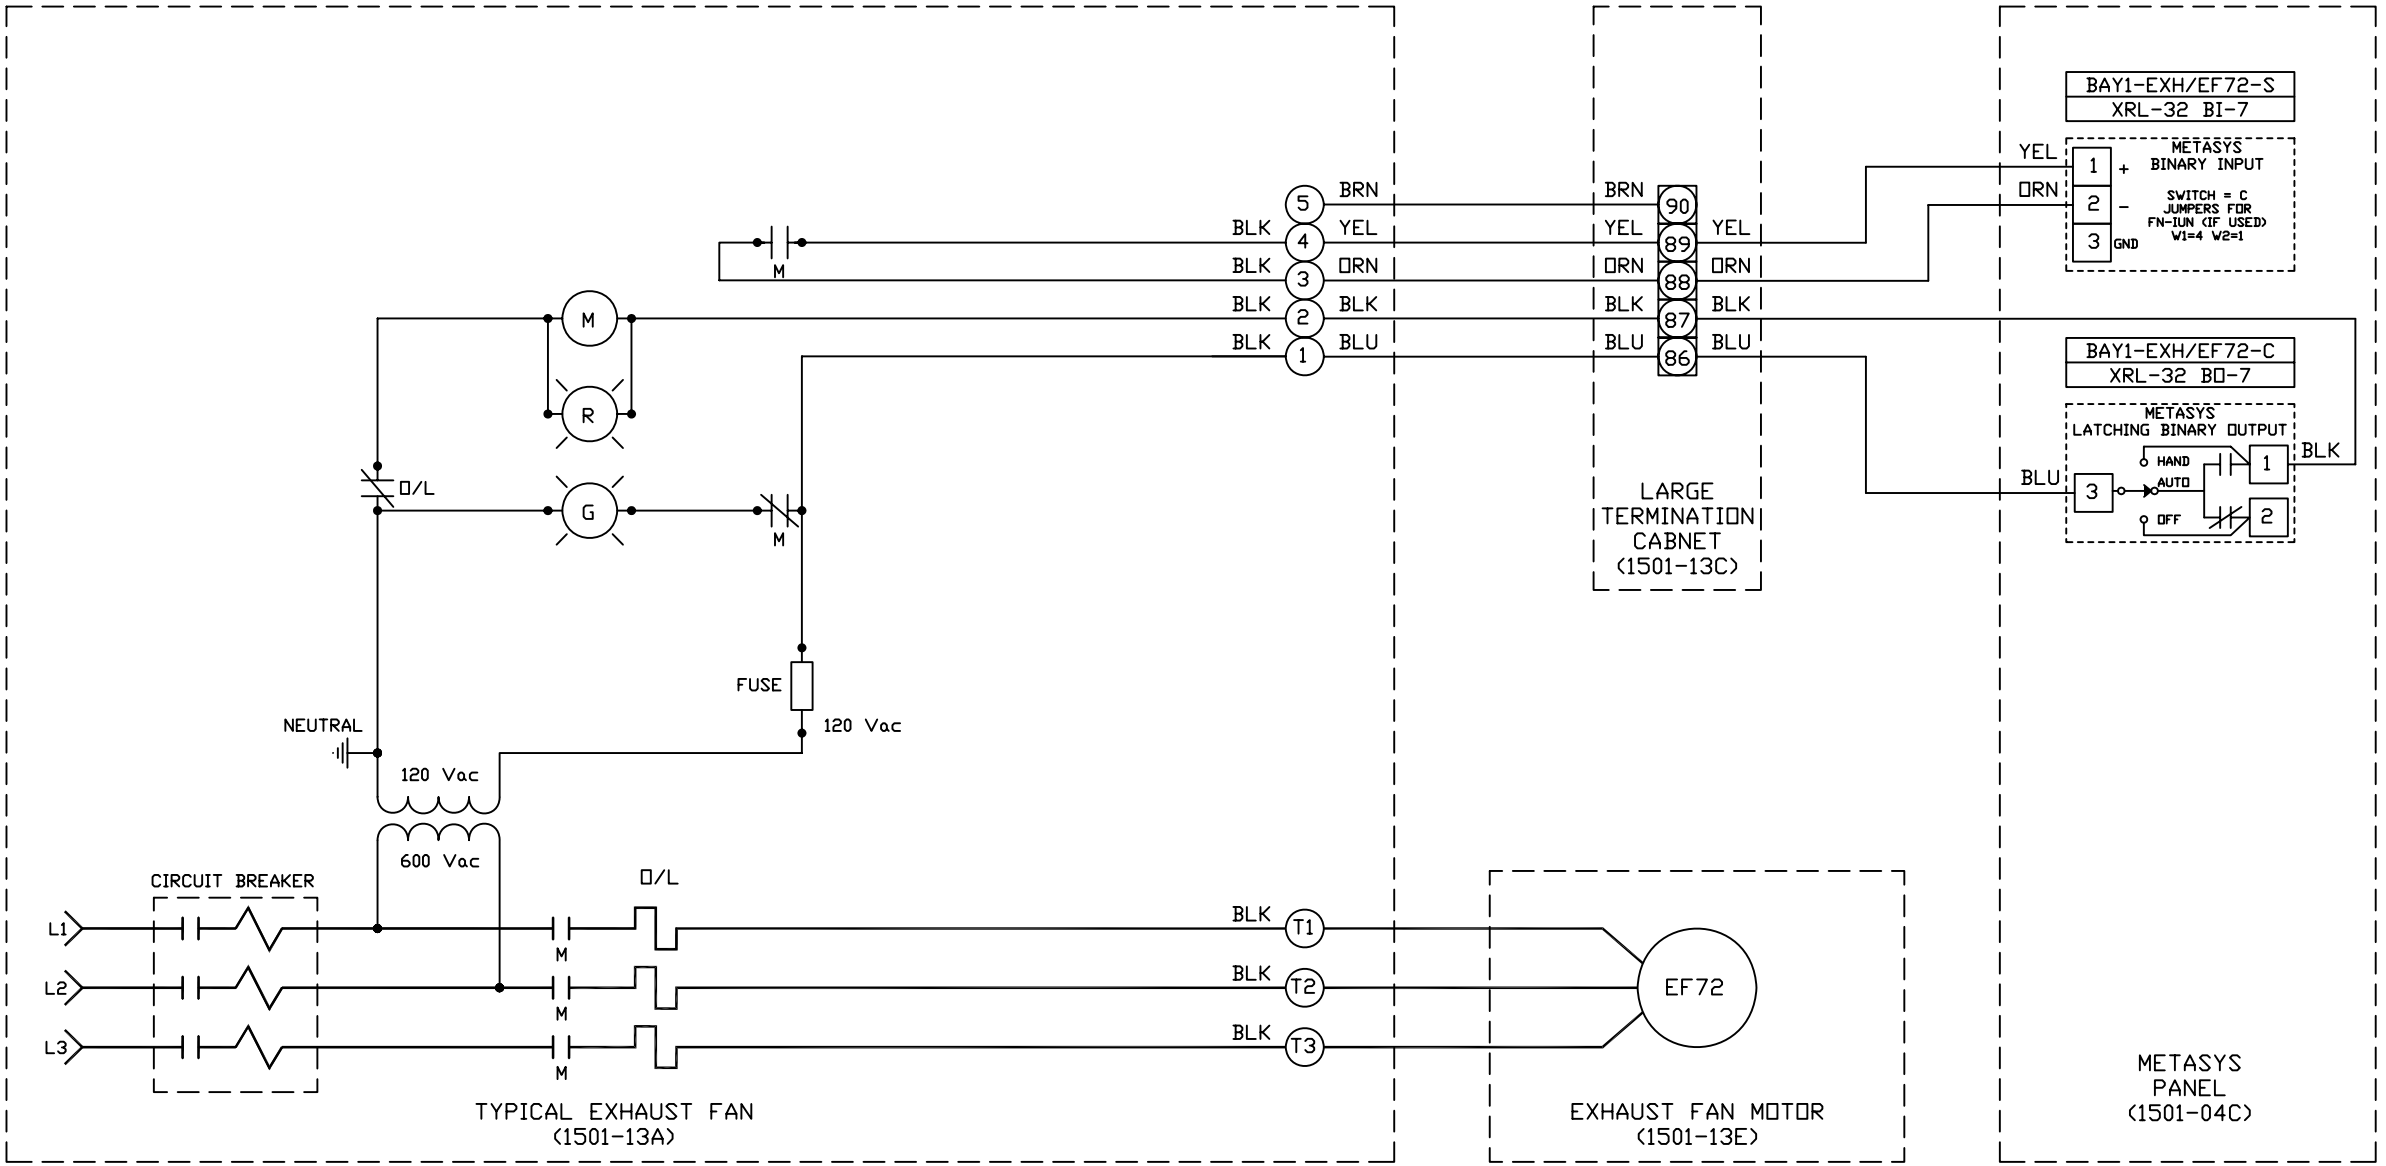 BAY1-EXH/EF72-S
XRL-32 BI-7
METASYS
BINARY INPUT
YEL 1 +
ORN 2 -
3 GND
SWITCH = C
JUMPERS FOR
FN-IUN (IF USED)
W1=4 W2=1
5 BRN BRN 90
BLK 4 YEL YEL 89 YEL
M
BLK 3 ORN ORN 88 ORN
M BLK 2 BLK BLK 87 BLK
BLK 1 BLU BLU 86 BLU
BAY1-EXH/EF72-C
XRL-32 BO-7
METASYS
LATCHING BINARY OUTPUT
HAND 1 BLK
BLU 3 AUTO
OFF 2
R
O/L
G
M
LARGE
TERMINATION
CABNET
(1501-13C)
FUSE
120 Vac
NEUTRAL
120 Vac
600 Vac
CIRCUIT BREAKER
O/L
L1 M BLK T1
L2 M BLK T2 EF72
L3 M BLK T3
TYPICAL EXHAUST FAN
(1501-13A)
EXHAUST FAN MOTOR
(1501-13E)
METASYS
PANEL
(1501-04C)